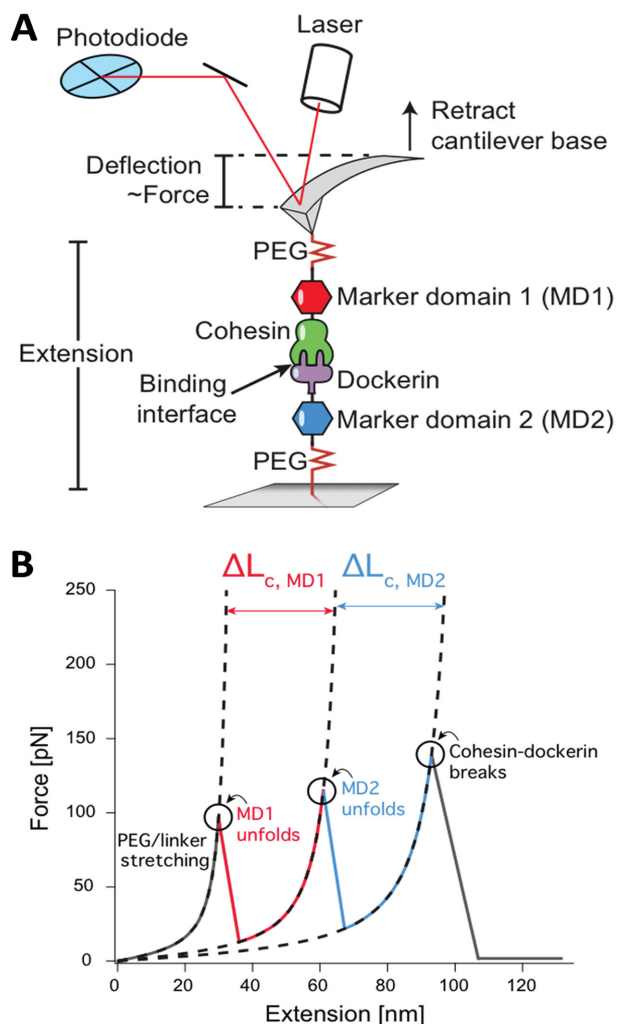 A
Photodiode
Laser
Retract
cantilever base
Deflection
~Force
PEG
Marker domain 1 (MD1)
Cohesin
Extension
Binding
interface
Dockerin
Marker domain 2 (MD2)
PEG
B
ΔLc, MD1
ΔLc, MD2
250
200
150
100
50
0
Force [pN]
Cohesin-dockerin
breaks
MD2
unfolds
MD1
unfolds
PEG/linker
stretching
0
20
40
60
80
100
120
Extension [nm]